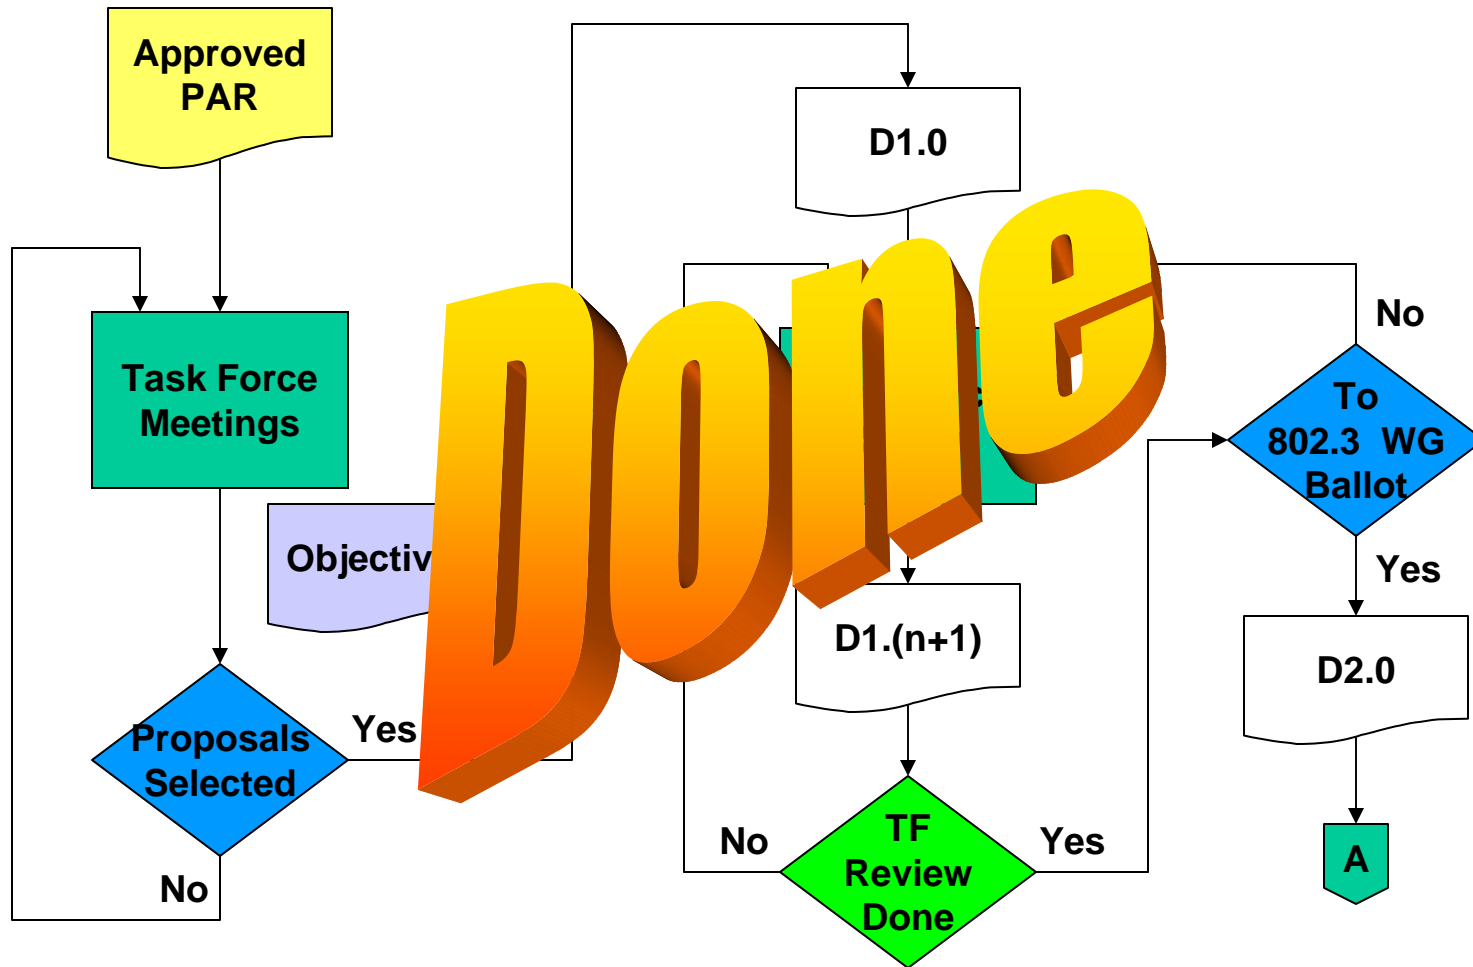 Approved
PAR
D1.0
Done
No
Task Force
Meetings
To
802.3 WG
Ballot
Objectiv
Yes
D1.(n+1)
D2.0
Proposals
Selected
Yes
No
TF
Review
Done
No
Yes
A